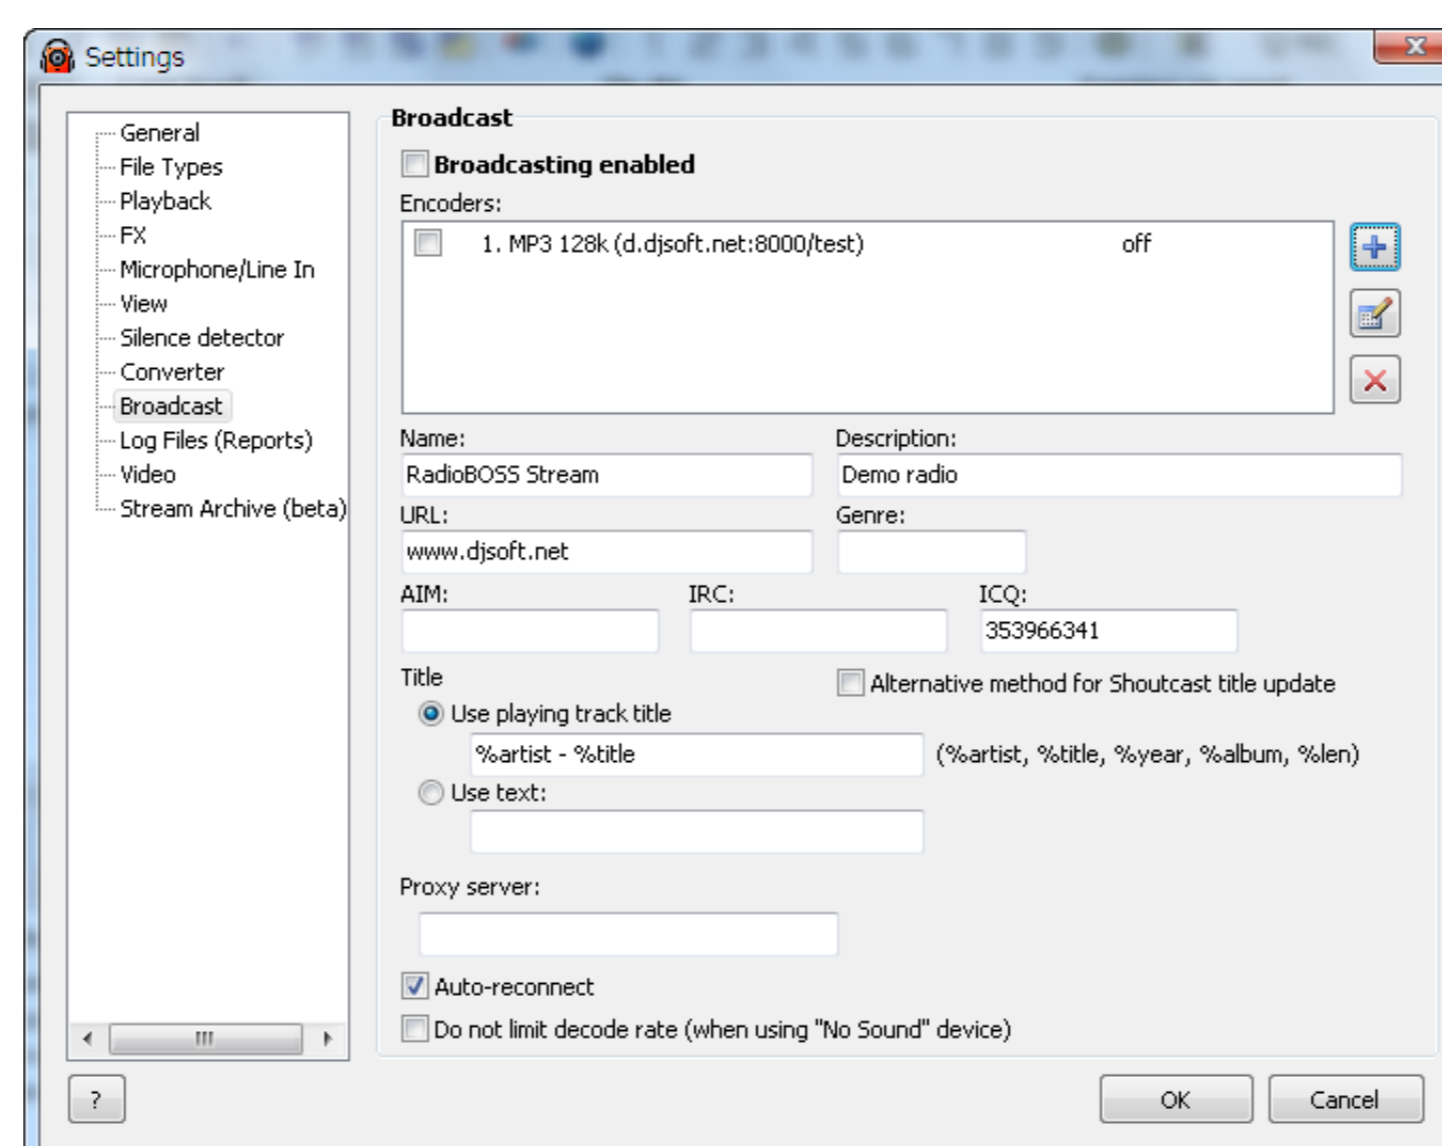 Settings
General
File Types
Playback
FX
Microphone/Line In
View
Silence detector
Converter
Broadcast
Log Files (Reports)
Video
Stream Archive (beta)
Broadcast
Broadcasting enabled
Encoders:
1. MP3 128k (d.djsoft.net:8000/test) off
Name: Description:
RadioBOSS Stream Demo radio
URL: Genre:
www.djsoft.net
AIM: IRC: ICQ:
353966341
Title Alternative method for Shoutcast title update
Use playing track title
%artist - %title (%artist, %title, %year, %album, %len)
Use text:
Proxy server:
Auto-reconnect
Do not limit decode rate (when using "No Sound" device)
? OK Cancel